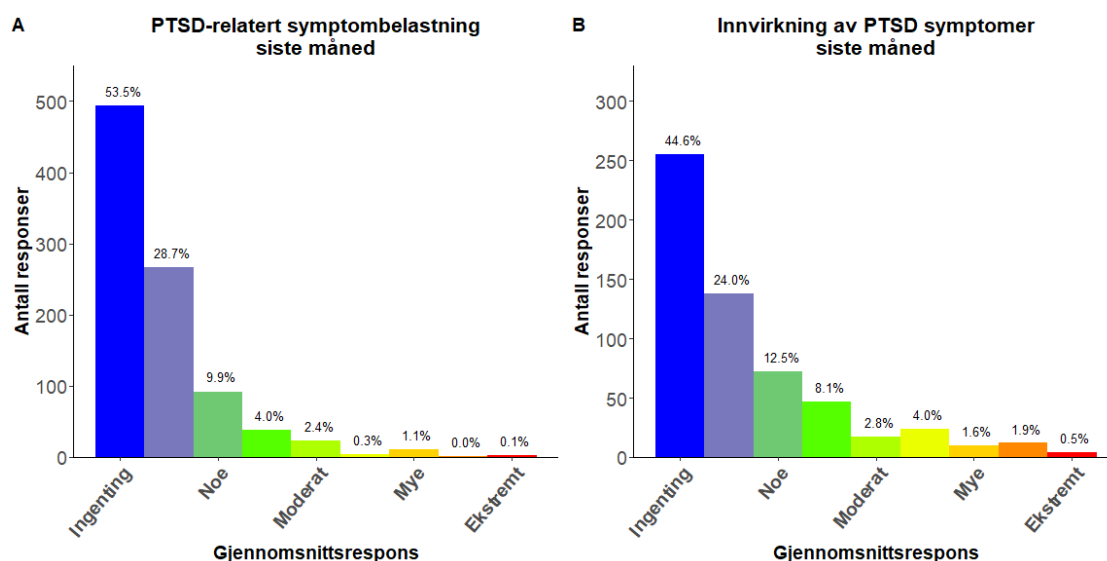 A
PTSD-relatert symptombelastning
siste måned
Antall responser
500
400
300
200
100
0
53.5%
28.7%
9.9%
4.0%
2.4%
0.3%
1.1%
0.0%
0.1%
Ingenting
Noe
Moderat
Mye
Ekstremt
Gjennomsnittsrespons
B
Innvirkning av PTSD symptomer
siste måned
Antall responser
300
250
200
150
100
50
0
44.6%
24.0%
12.5%
8.1%
2.8%
4.0%
1.6%
1.9%
0.5%
Ingenting
Noe
Moderat
Mye
Ekstremt
Gjennomsnittsrespons